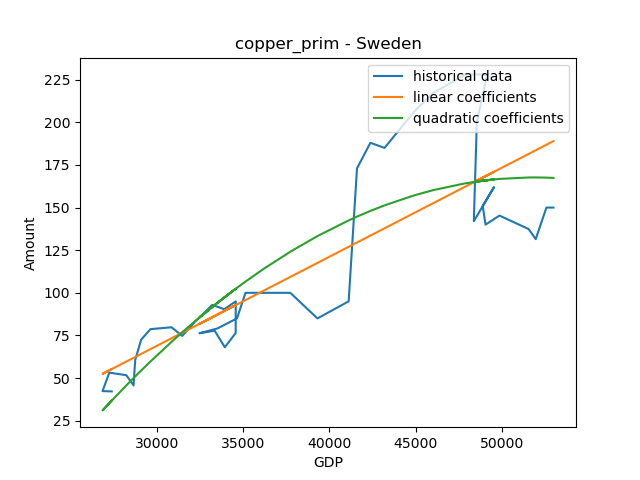 copper_prim - Sweden
historical data
linear coefficients
quadratic coefficients
Amount
225
200
175
150
125
100
75
50
25
30000 35000 40000 45000 50000
GDP